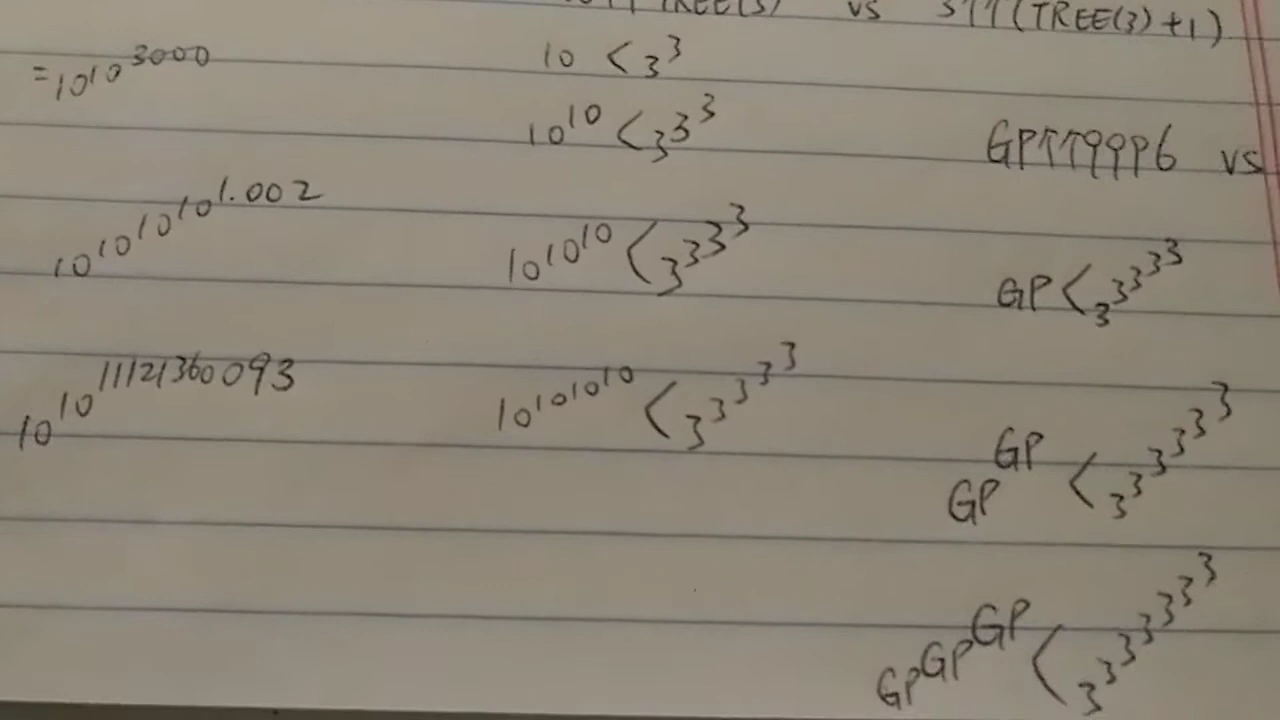 TREE(3) vs 3↑↑(TREE(3)+1)
=10^10^3000
10 < 3^3
10^10 < 3^3^3
GP↑↑99P6 vs
10^10^10^10^1.002
10^10^10 < 3^3^3^3
GP < 3^3^3^3^3
10^10^11121360093
10^10^10^10 < 3^3^3^3^3
GP^GP < 3^3^3^3^3^3
GP^GP^GP < 3^3^3^3^3^3^3